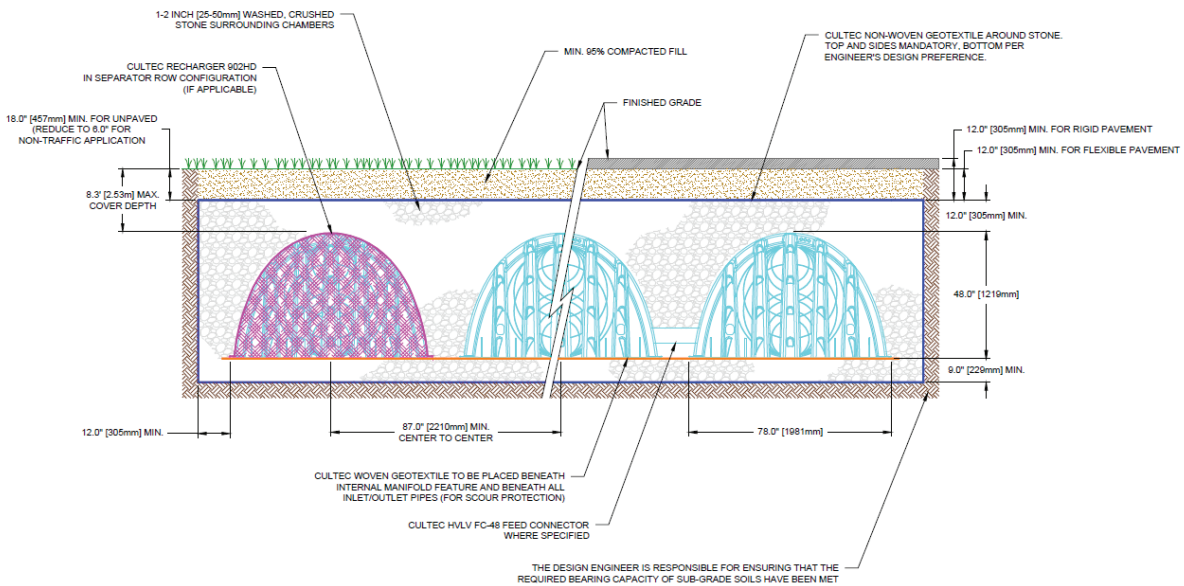 1-2 INCH [25-50mm] WASHED, CRUSHED
STONE SURROUNDING CHAMBERS
CULTEC NON-WOVEN GEOTEXTILE AROUND STONE.
TOP AND SIDES MANDATORY, BOTTOM PER
ENGINEER'S DESIGN PREFERENCE.
MIN. 95% COMPACTED FILL
CULTEC RECHARGER 902HD
IN SEPARATOR ROW CONFIGURATION
(IF APPLICABLE)
FINISHED GRADE
18.0" [457mm] MIN. FOR UNPAVED
(REDUCE TO 6.0" FOR
NON-TRAFFIC APPLICATION
12.0" [305mm] MIN. FOR RIGID PAVEMENT
12.0" [305mm] MIN. FOR FLEXIBLE PAVEMENT
8.3' [2.53m] MAX.
COVER DEPTH
12.0" [305mm] MIN.
48.0" [1219mm]
9.0" [229mm] MIN.
12.0" [305mm] MIN.
87.0" [2210mm] MIN.
CENTER TO CENTER
78.0" [1981mm]
CULTEC WOVEN GEOTEXTILE TO BE PLACED BENEATH
INTERNAL MANIFOLD FEATURE AND BENEATH ALL
INLET/OUTLET PIPES (FOR SCOUR PROTECTION)
CULTEC HVLV FC-48 FEED CONNECTOR
WHERE SPECIFIED
THE DESIGN ENGINEER IS RESPONSIBLE FOR ENSURING THAT THE
REQUIRED BEARING CAPACITY OF SUB-GRADE SOILS HAVE BEEN MET